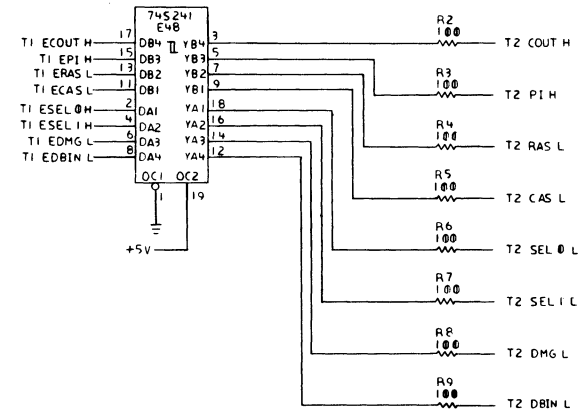 74S241
E48
T1 ECOUT H 17 DB4 YB4 3
T1 EPI H 15 DB3 YB3 5
T1 ERAS L 13 DB2 YB2 7
T1 ECAS L 11 DB1 YB1 9
T1 ESEL 0 H 2 DA1 YA1 18
T1 ESEL 1 H 4 DA2 YA2 16
T1 EDMG L 6 DA3 YA3 14
T1 EDBIN L 8 DA4 YA4 12
OC1 OC2
1 19
+5V
R2
100
T2 COUT H
R3
100
T2 PI H
R4
100
T2 RAS L
R5
100
T2 CAS L
R6
100
T2 SEL 0 L
R7
100
T2 SEL 1 L
R8
100
T2 DMG L
R9
100
T2 DBIN L